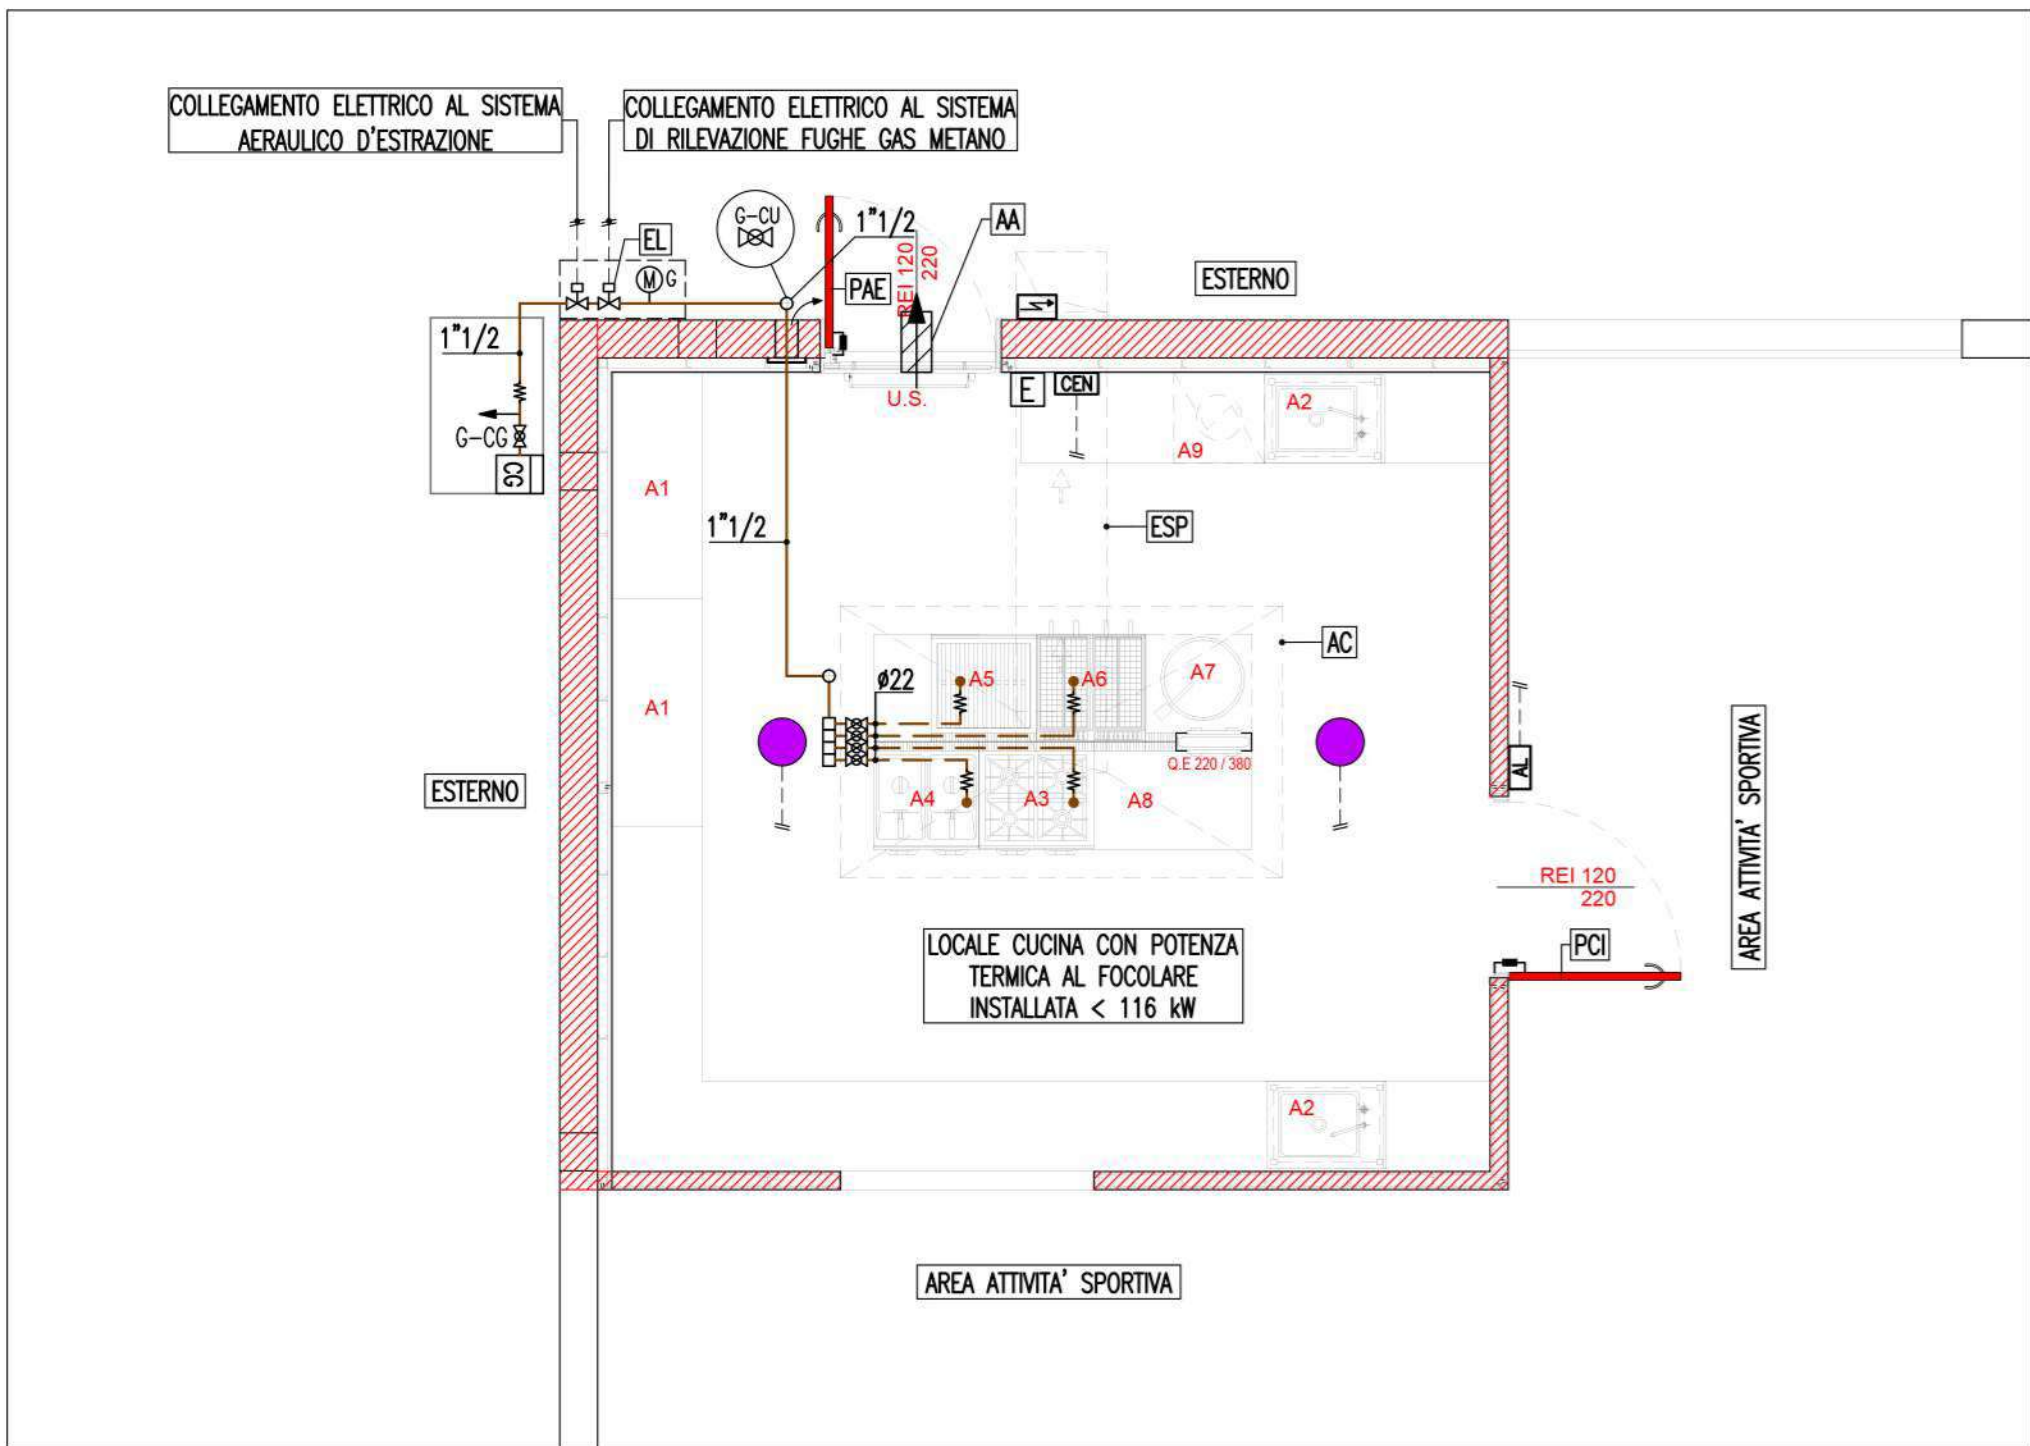 COLLEGAMENTO ELETTRICO AL SISTEMA
AERAULICO D'ESTRAZIONE
COLLEGAMENTO ELETTRICO AL SISTEMA
DI RILEVAZIONE FUGHE GAS METANO
EL
M G
G-CU
1"1/2
REI 120
220
AA
PAE
ESTERNO
1"1/2
G-CG
CG
U.S.
E
CEN
A2
A9
A1
1"1/2
ESP
AC
ø22
A5
A6
A7
A1
Q.E 220 / 380
A4
A3
A8
AL
ESTERNO
AREA ATTIVITA' SPORTIVA
REI 120
220
PCI
LOCALE CUCINA CON POTENZA
TERMICA AL FOCOLARE
INSTALLATA < 116 kW
A2
AREA ATTIVITA' SPORTIVA